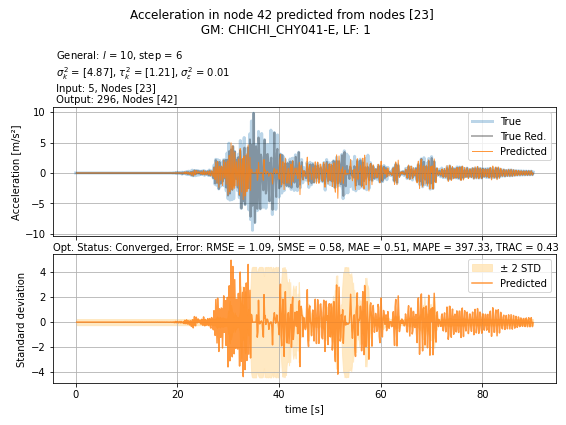 Acceleration in node 42 predicted from nodes [23]
GM: CHICHI_CHY041-E, LF: 1
General: l = 10, step = 6
σ²ₖ = [4.87], τ²ₖ = [1.21], σ²ε = 0.01
Input: 5, Nodes [23]
Output: 296, Nodes [42]
10
5
0
−5
−10
Acceleration [m/s²]
True
True Red.
Predicted
Opt. Status: Converged, Error: RMSE = 1.09, SMSE = 0.58, MAE = 0.51, MAPE = 397.33, TRAC = 0.43
4
2
0
−2
−4
Standard deviation
± 2 STD
Predicted
0 20 40 60 80
time [s]